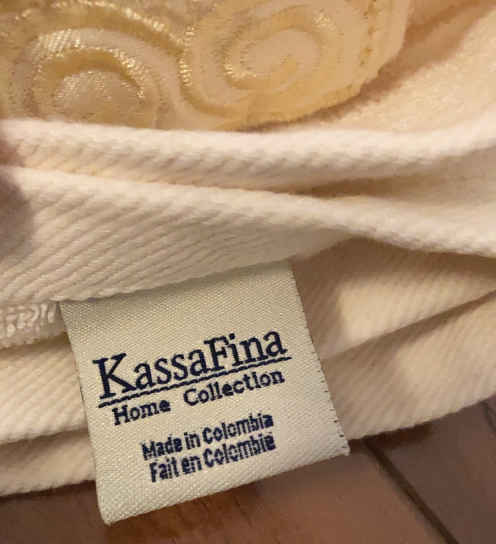 KassaFina
Home Collection
Made in Colombia
Fait en Colombie